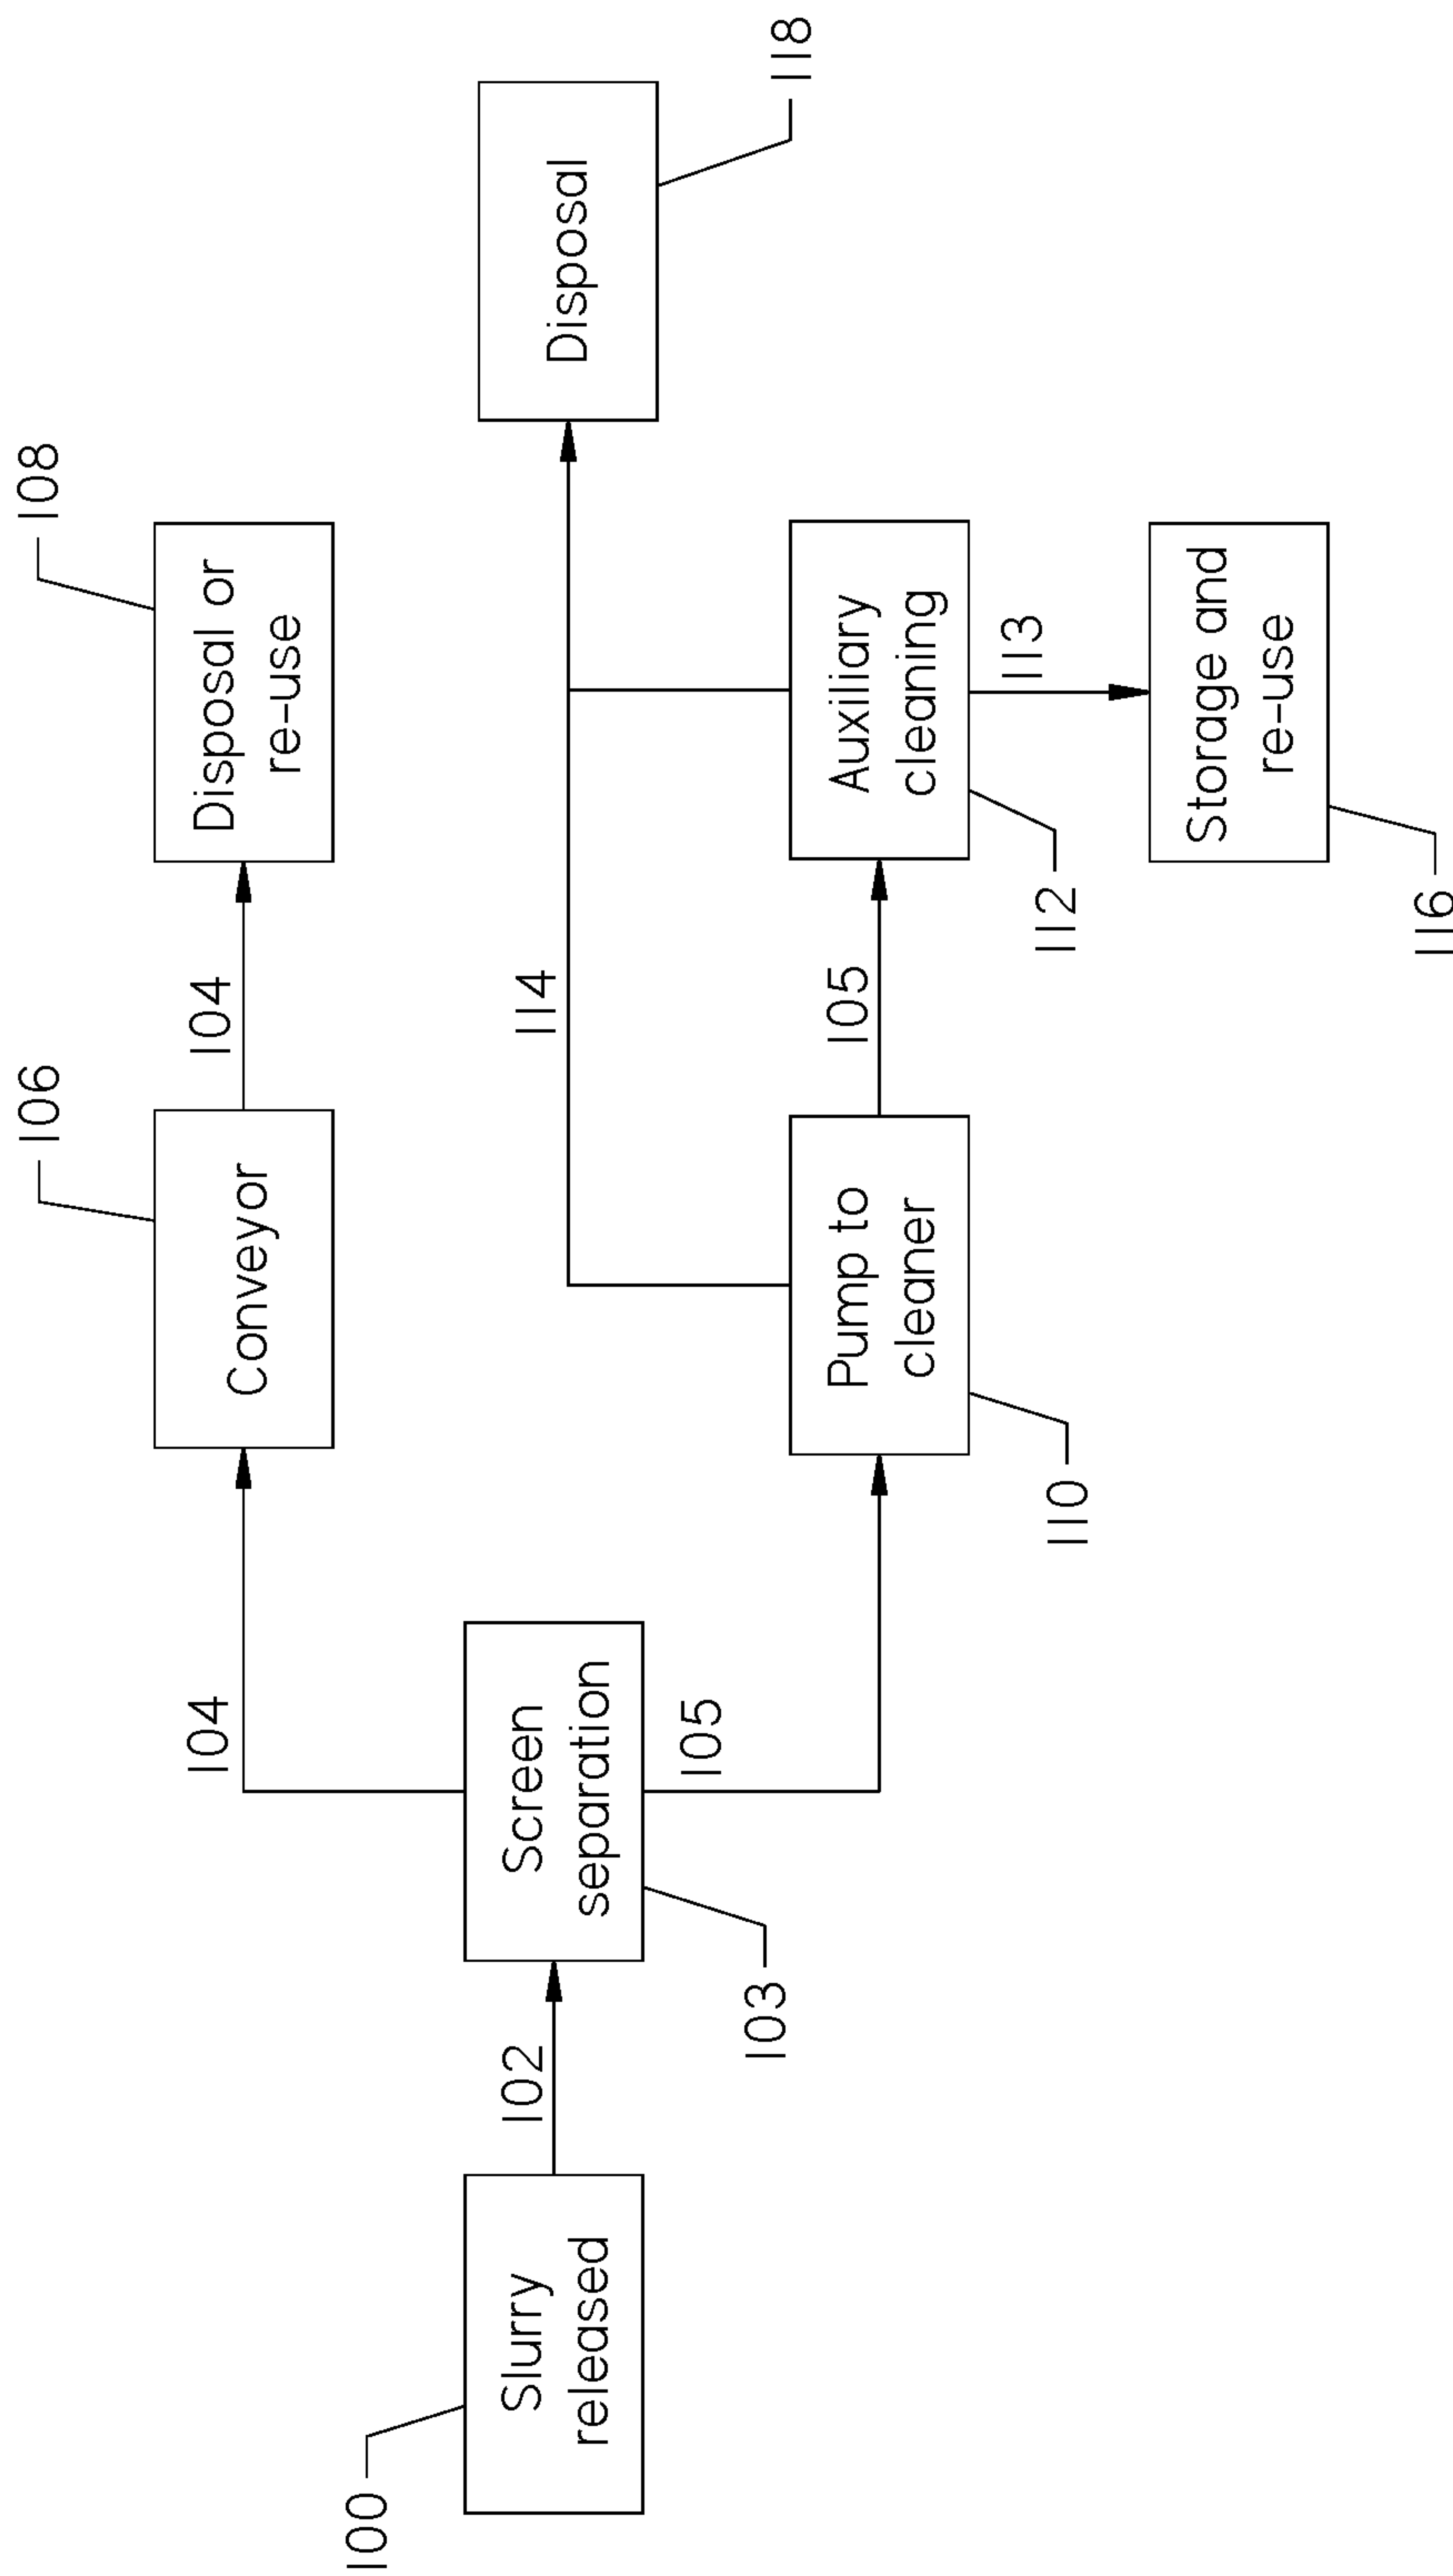 108
106
Disposal or
re-use
104
Conveyor
104
118
Disposal
114
Screen
separation
102
Slurry
released
100
105
103
Auxiliary
cleaning
105
Pump to
cleaner
113
112
110
Storage and
re-use
116